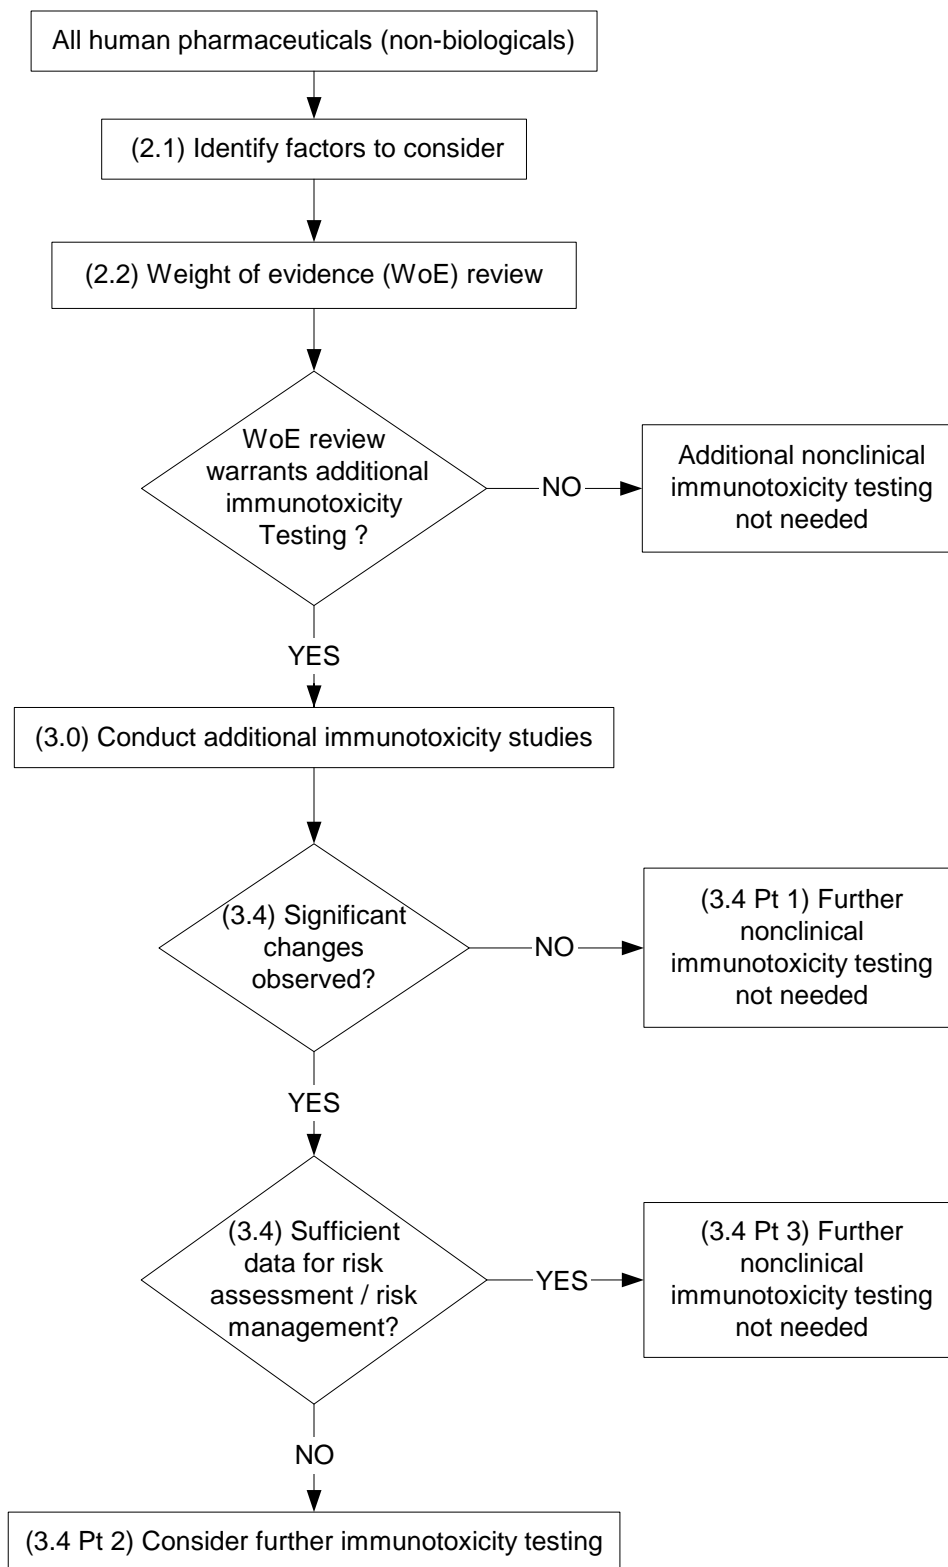 All human pharmaceuticals (non-biologicals)
(2.1) Identify factors to consider
(2.2) Weight of evidence (WoE) review
WoE review
warrants additional
immunotoxicity
Testing ?
NO
Additional nonclinical
immunotoxicity testing
not needed
YES
(3.0) Conduct additional immunotoxicity studies
(3.4) Significant
changes
observed?
NO
(3.4 Pt 1) Further
nonclinical
immunotoxicity testing
not needed
YES
(3.4) Sufficient
data for risk
assessment / risk
management?
YES
(3.4 Pt 3) Further
nonclinical
immunotoxicity testing
not needed
NO
(3.4 Pt 2) Consider further immunotoxicity testing